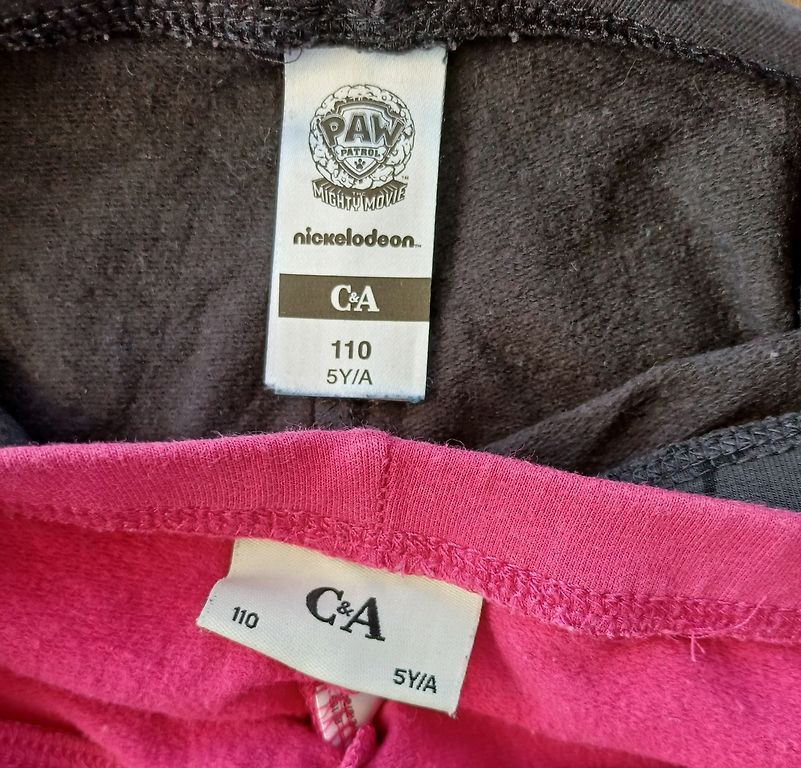 PAW
PATROL
THE
MIGHTY MOVIE
nickelodeon
C&A
110
5Y/A
C&A
110
5Y/A